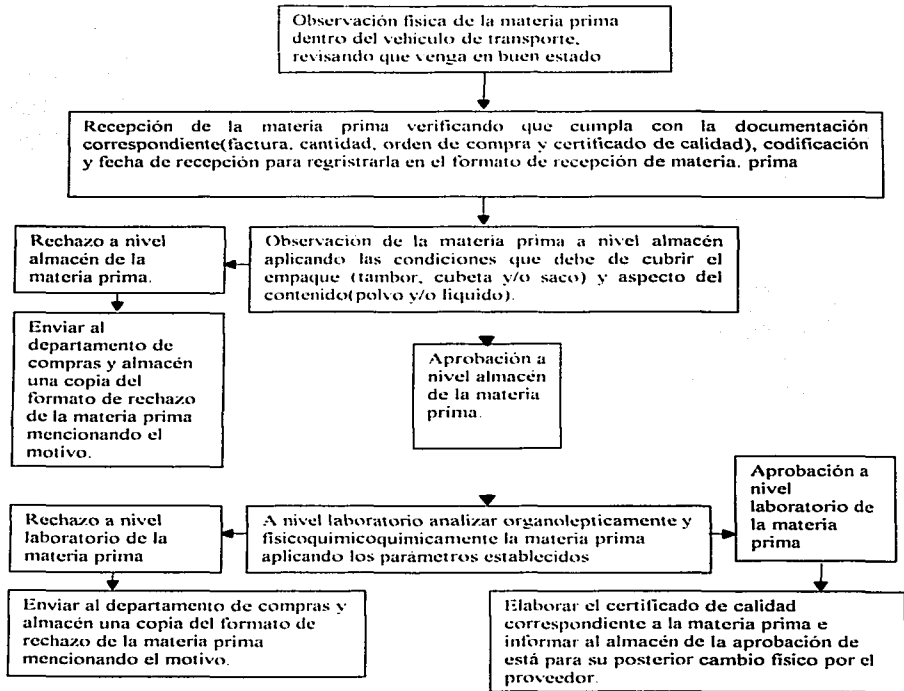 Observación física de la materia prima
dentro del vehículo de transporte,
revisando que venga en buen estado
Recepción de la materia prima verificando que cumpla con la documentación
correspondiente(factura, cantidad, orden de compra y certificado de calidad), codificación
y fecha de recepción para registrarla en el formato de recepción de materia. prima
Rechazo a nivel
almacén de la
materia prima.
Observación de la materia prima a nivel almacén
aplicando las condiciones que debe de cubrir el
empaque (tambor, cubeta y/o saco) y aspecto del
contenido(polvo y/o líquido).
Enviar al
departamento de
compras y almacén
una copia del
formato de rechazo
de la materia prima
mencionando el
motivo.
Aprobación a
nivel almacén
de la materia
prima.
Rechazo a nivel
laboratorio de la
materia prima
A nivel laboratorio analizar organolepticamente y
fisicoquimicoquimicamente la materia prima
aplicando los parámetros establecidos
Aprobación a
nivel
laboratorio de
la materia
prima
Enviar al departamento de compras y
almacén una copia del formato de
rechazo de la materia prima
mencionando el motivo.
Elaborar el certificado de calidad
correspondiente a la materia prima e
informar al almacén de la aprobación de
está para su posterior cambio físico por el
proveedor.